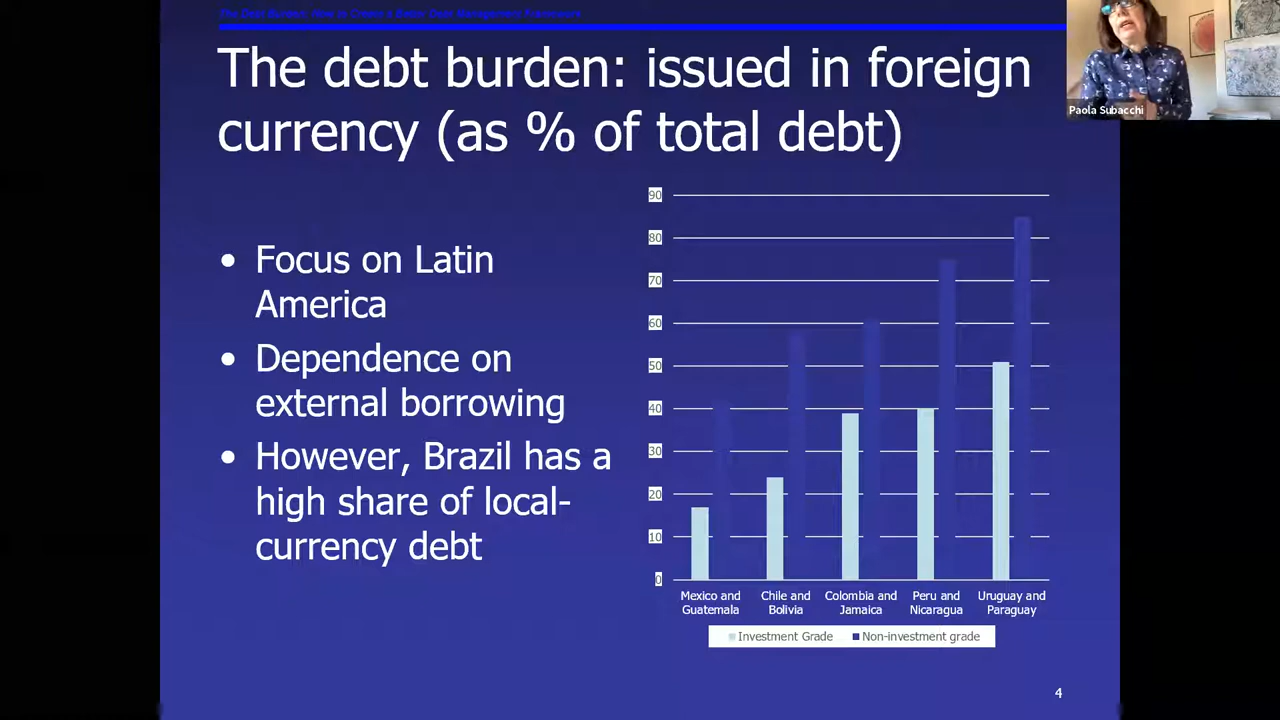 The Debt Burden: How to Create a Better Debt Management Framework
The debt burden: issued in foreign
currency (as % of total debt)
Paola Subacchi
• Focus on Latin
America
• Dependence on
external borrowing
• However, Brazil has a
high share of local-
currency debt
90
80
70
60
50
40
30
20
10
0
Mexico and
Guatemala
Chile and
Bolivia
Colombia and
Jamaica
Peru and
Nicaragua
Uruguay and
Paraguay
Investment Grade
Non-investment grade
4